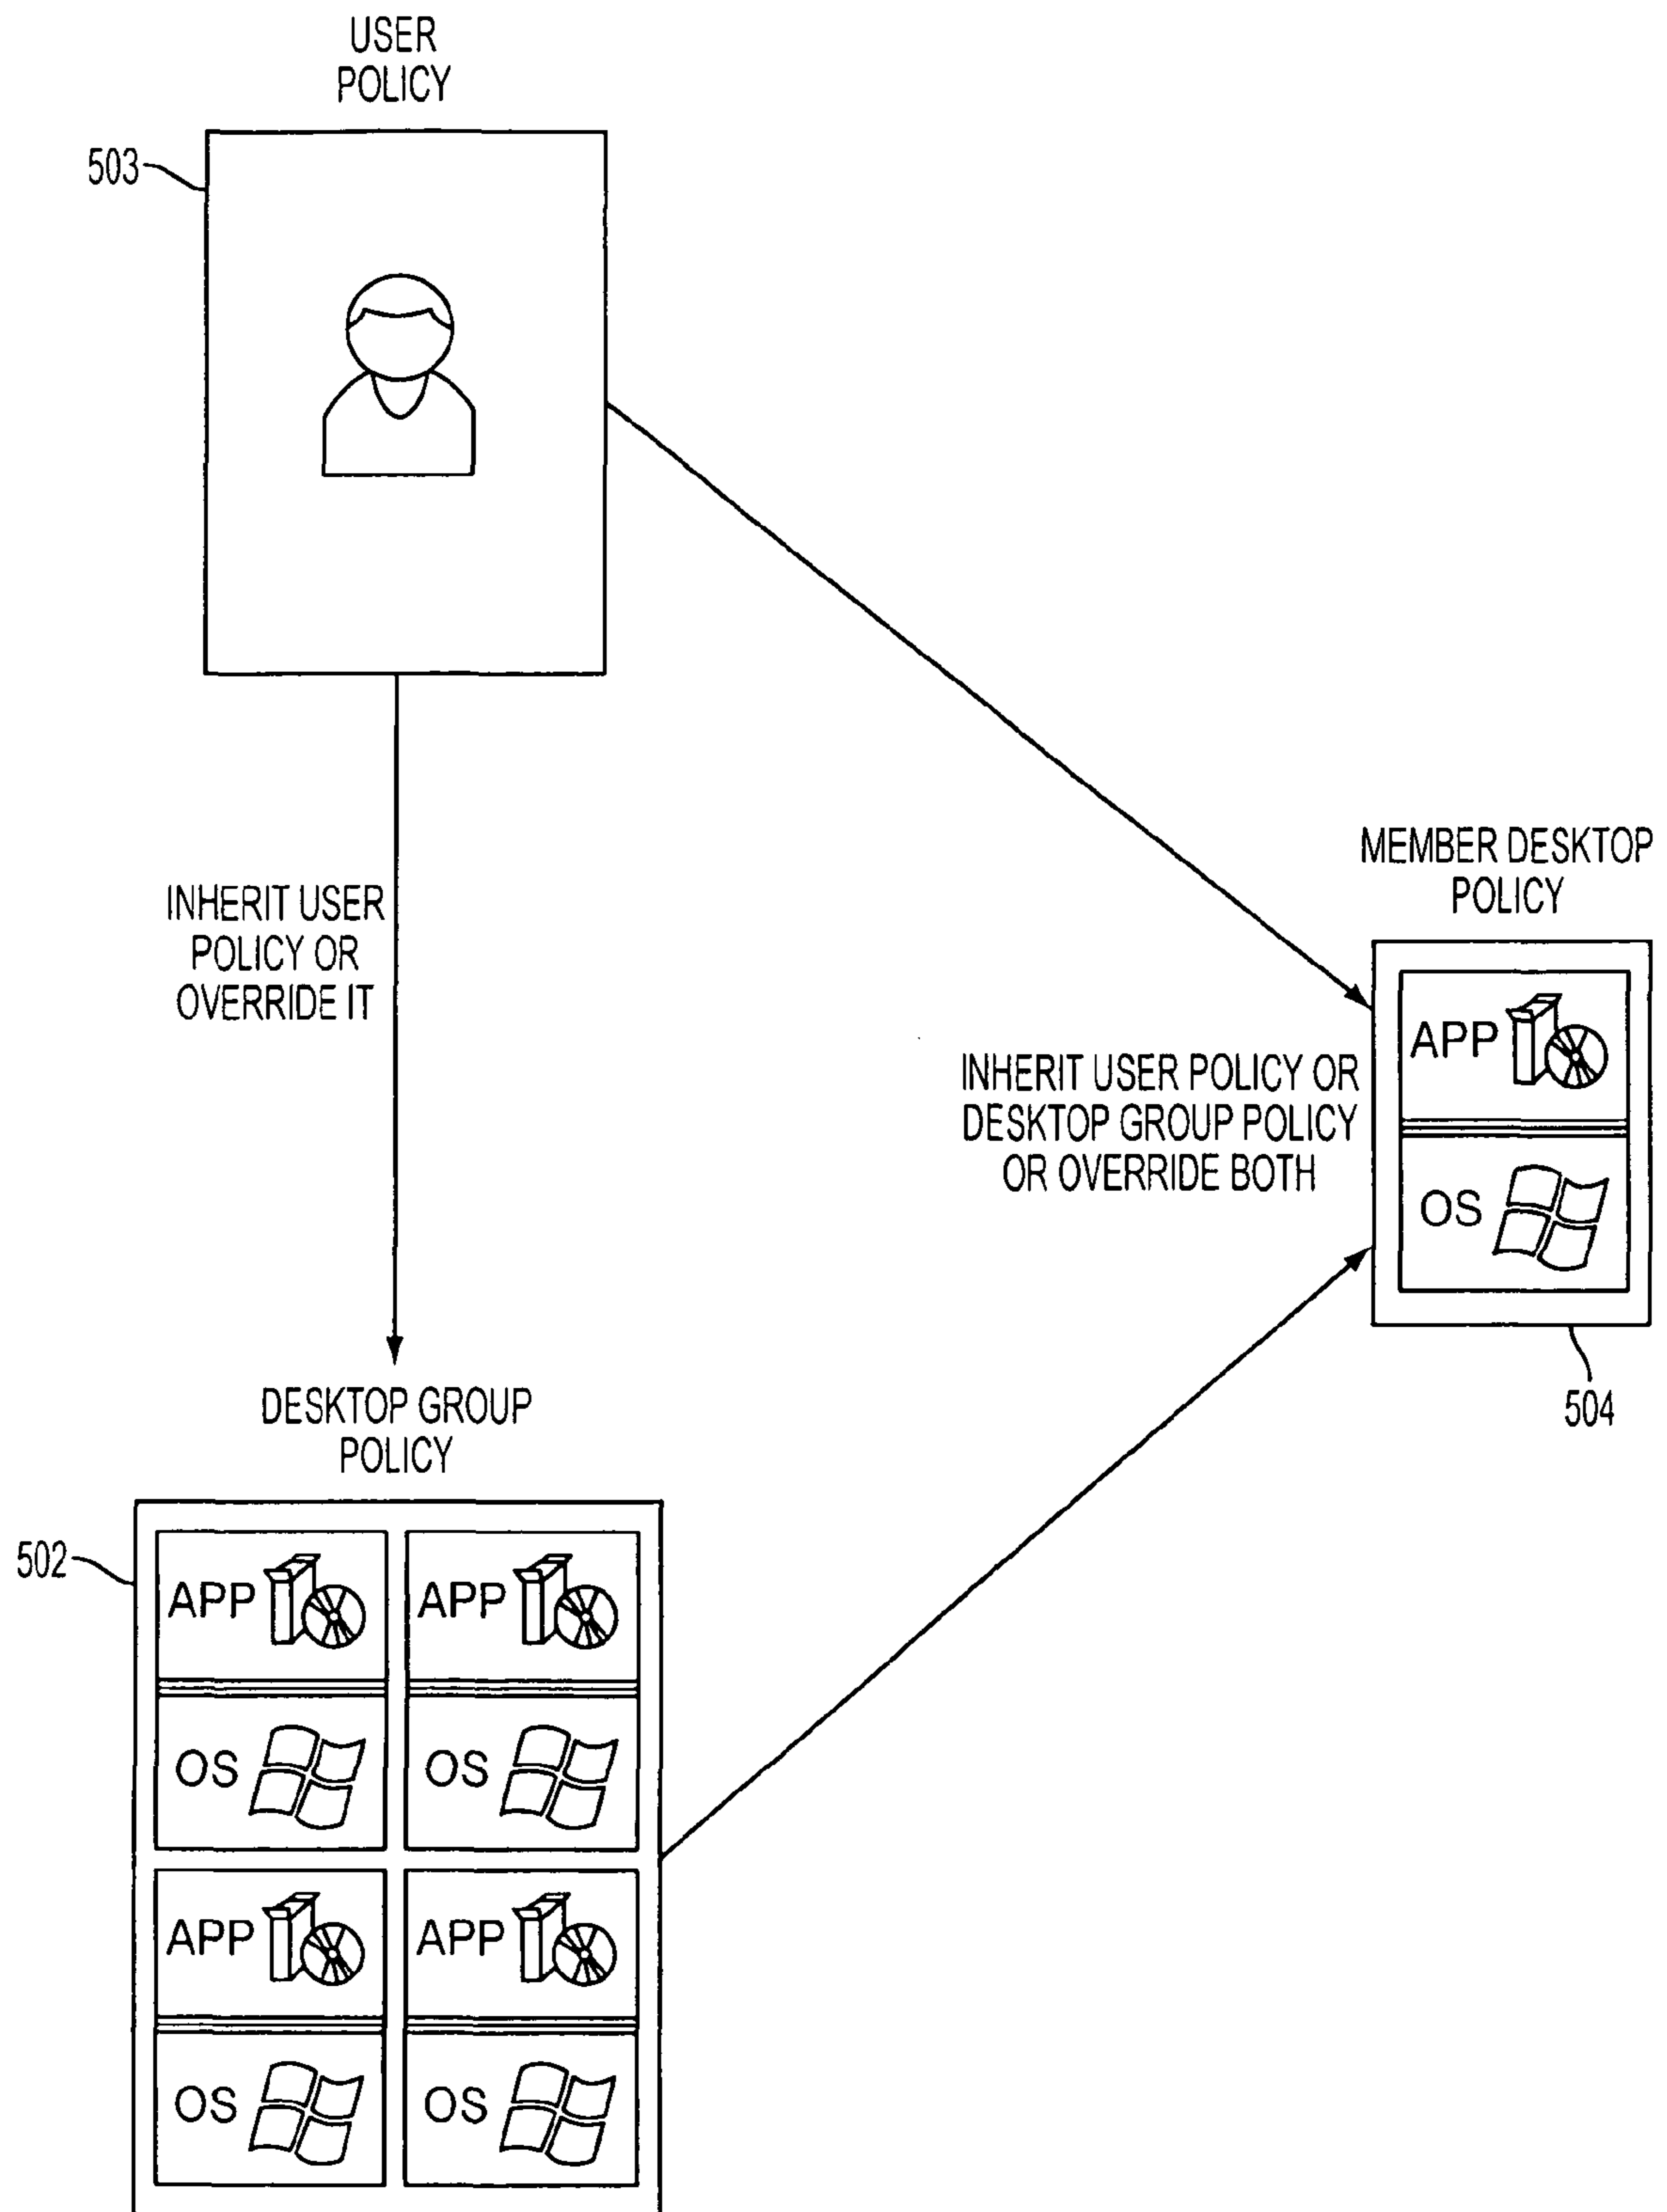 USER
POLICY
503
INHERIT USER
POLICY OR
OVERRIDE IT
MEMBER DESKTOP
POLICY
INHERIT USER POLICY OR
DESKTOP GROUP POLICY
OR OVERRIDE BOTH
APP
OS
504
DESKTOP GROUP
POLICY
502
APP APP
OS OS
APP APP
OS OS